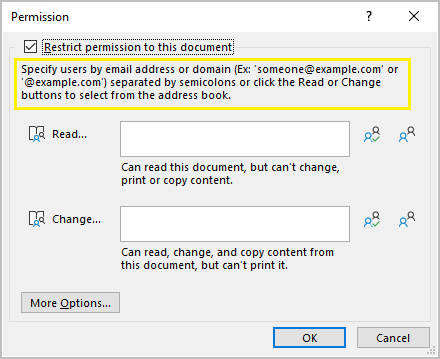 Permission
? ×
Restrict permission to this document
Specify users by email address or domain (Ex: 'someone@example.com' or
'@example.com') separated by semicolons or click the Read or Change
buttons to select from the address book.
Read...
Can read this document, but can't change,
print or copy content.
Change...
Can read, change, and copy content from
this document, but can't print it.
More Options...
OK Cancel